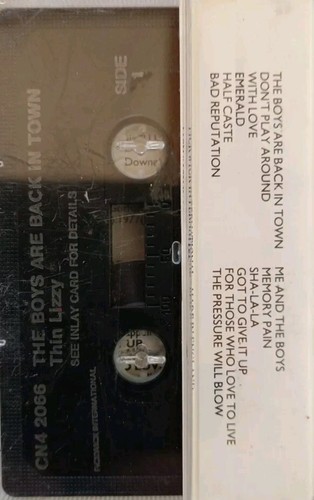 SIDE
1
CN4 2066 THE BOYS ARE BACK IN TOWN
Thin Lizzy
SEE INLAY CARD FOR DETAILS
PICKWICK INTERNATIONAL
THE BOYS ARE BACK IN TOWN
DON'T PLAY AROUND
WITH LOVE
EMERALD
HALF CASTE
BAD REPUTATION
ME AND THE BOYS
MEMORY PAIN
SHA-LA-LA
GOT TO GIVE IT UP
FOR THOSE WHO LOVE TO LIVE
THE PRESSURE WILL BLOW